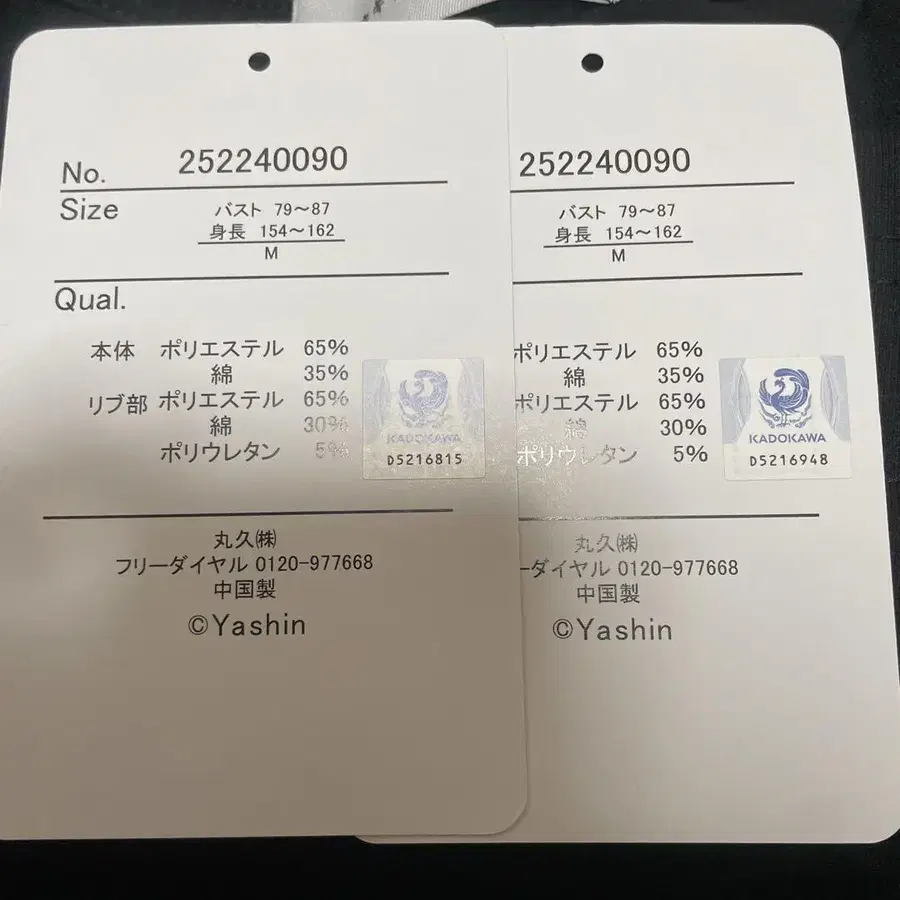 No. 252240090
Size バスト 79～87
身長 154～162
M
Qual.
本体 ポリエステル 65%
綿 35%
リブ部 ポリエステル 65%
綿 30%
ポリウレタン 5%
KADOKAWA
D5216815
丸久㈱
フリーダイヤル 0120-977668
中国製
©Yashin
252240090
バスト 79～87
身長 154～162
M
ポリエステル 65%
綿 35%
ポリエステル 65%
綿 30%
ポリウレタン 5%
KADOKAWA
D5216948
丸久㈱
ーダイヤル 0120-977668
中国製
©Yashin